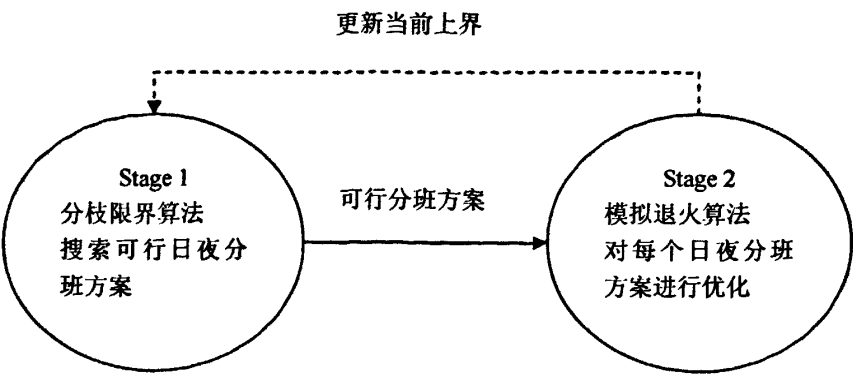 更新当前上界
Stage 1
分枝限界算法
搜索可行日夜分
班方案
可行分班方案
Stage 2
模拟退火算法
对每个日夜分班
方案进行优化